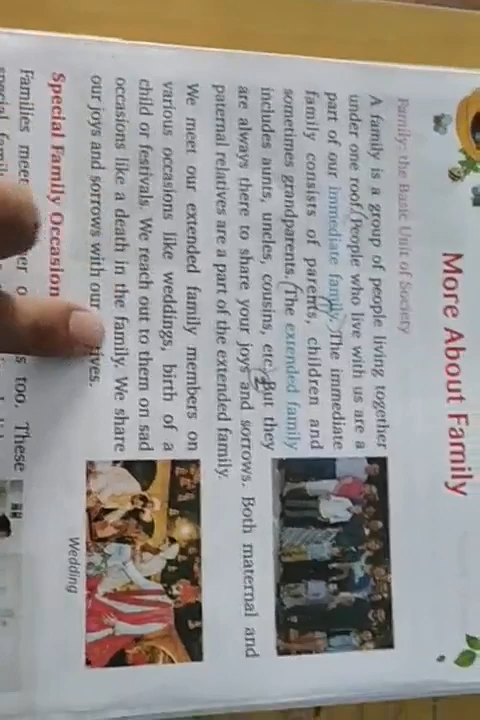 More About Family
Family: the Basic Unit of Society
A family is a group of people living together
under one roof. People who live with us are a
part of our immediate family. The immediate
family consists of parents, children and
sometimes grandparents. The extended family
includes aunts, uncles, cousins, etc. But they
are always there to share your joys and sorrows. Both maternal and
paternal relatives are a part of the extended family.
We meet our extended family members on
various occasions like weddings, birth of a
child or festivals. We reach out to them on sad
occasions like a death in the family. We share
our joys and sorrows with our
Wedding
Special Family Occasion
Families meet too. These
special